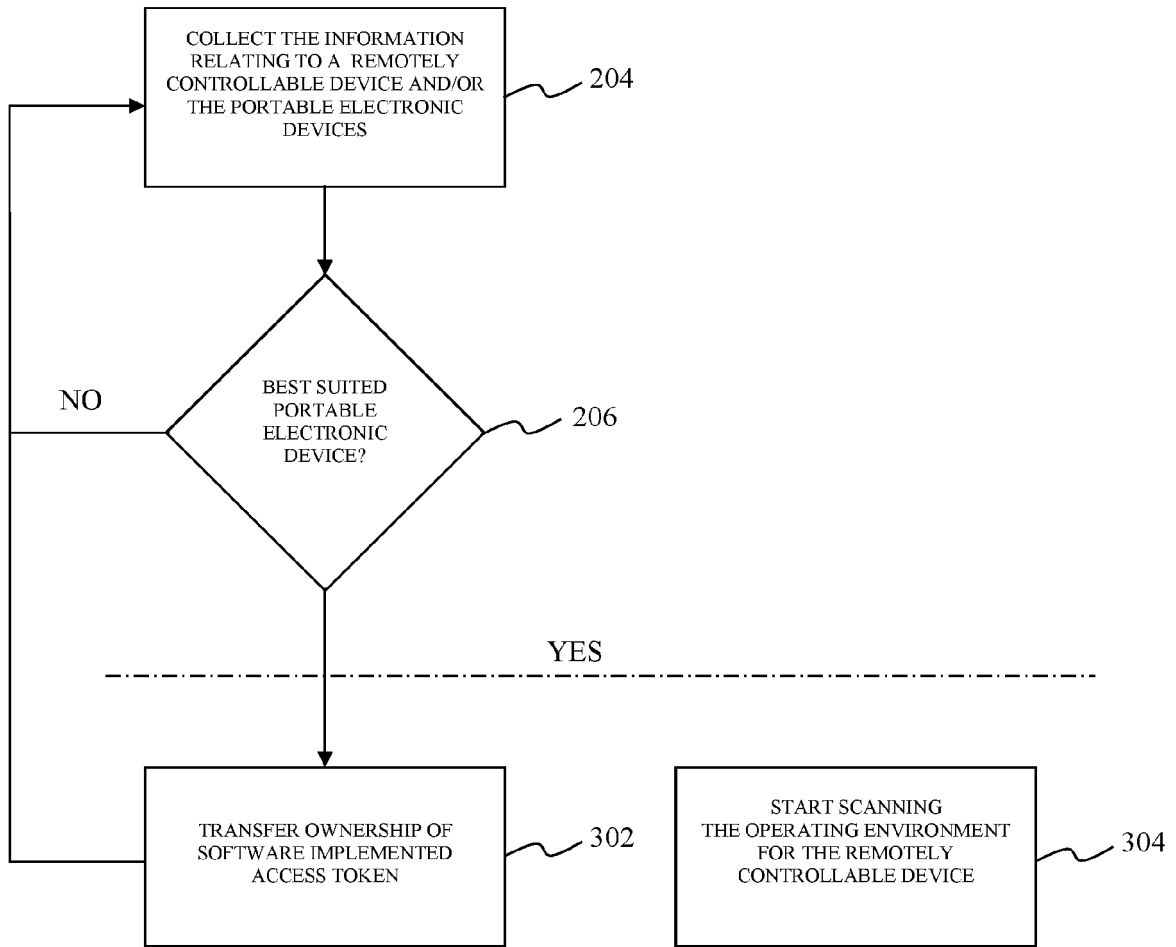 COLLECT THE INFORMATION
RELATING TO A REMOTELY
CONTROLLABLE DEVICE AND/OR
THE PORTABLE ELECTRONIC
DEVICES
204
BEST SUITED
PORTABLE
ELECTRONIC
DEVICE?
NO
206
YES
TRANSFER OWNERSHIP OF
SOFTWARE IMPLEMENTED
ACCESS TOKEN
302
START SCANNING
THE OPERATING ENVIRONMENT
FOR THE REMOTELY
CONTROLLABLE DEVICE
304